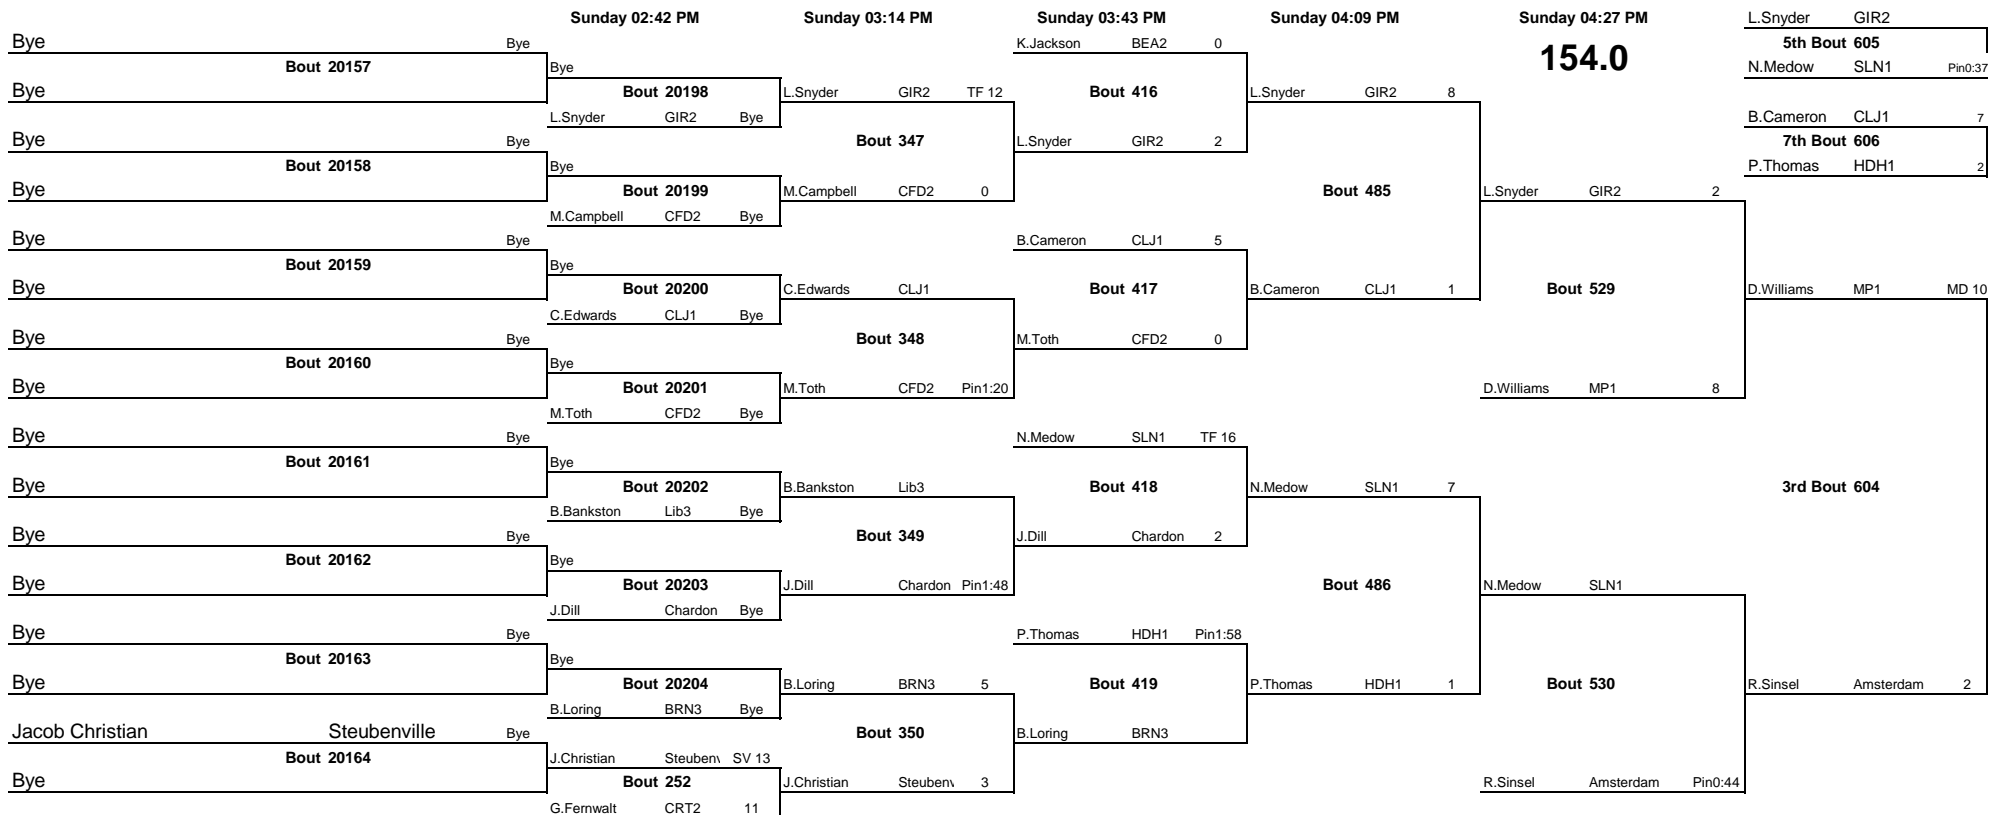 Sunday 02:42 PM Sunday 03:14 PM Sunday 03:43 PM Sunday 04:09 PM Sunday 04:27 PM L.Snyder GIR2
Bye Bye K.Jackson BEA2 0 154.0 5th Bout 605
Bout 20157 Bye N.Medow SLN1 Pin0:37
Bye Bout 20198 L.Snyder GIR2 TF 12 Bout 416 L.Snyder GIR2 8
L.Snyder GIR2 Bye B.Cameron CLJ1 7
Bye Bye Bout 347 L.Snyder GIR2 2 7th Bout 606
Bout 20158 Bye P.Thomas HDH1 2
Bye Bout 20199 M.Campbell CFD2 0 Bout 485 L.Snyder GIR2 2
M.Campbell CFD2 Bye
Bye Bye B.Cameron CLJ1 5
Bout 20159 Bye
Bye Bout 20200 C.Edwards CLJ1 Bout 417 B.Cameron CLJ1 1 Bout 529 D.Williams MP1 MD 10
C.Edwards CLJ1 Bye
Bye Bye Bout 348 M.Toth CFD2 0
Bout 20160 Bye
Bye Bout 20201 M.Toth CFD2 Pin1:20 D.Williams MP1 8
M.Toth CFD2 Bye
Bye Bye N.Medow SLN1 TF 16
Bout 20161 Bye
Bye Bout 20202 B.Bankston Lib3 Bout 418 N.Medow SLN1 7 3rd Bout 604
B.Bankston Lib3 Bye
Bye Bye Bout 349 J.Dill Chardon 2
Bout 20162 Bye
Bye Bout 20203 J.Dill Chardon Pin1:48 Bout 486 N.Medow SLN1
J.Dill Chardon Bye
Bye Bye P.Thomas HDH1 Pin1:58
Bout 20163 Bye
Bye Bout 20204 B.Loring BRN3 5 Bout 419 P.Thomas HDH1 1 Bout 530 R.Sinsel Amsterdam 2
B.Loring BRN3 Bye
Jacob Christian Steubenville Bye Bout 350 B.Loring BRN3
Bout 20164 J.Christian Steuben SV 13
Bye Bout 252 J.Christian Steuben 3 R.Sinsel Amsterdam Pin0:44
G.Fernwalt CRT2 11